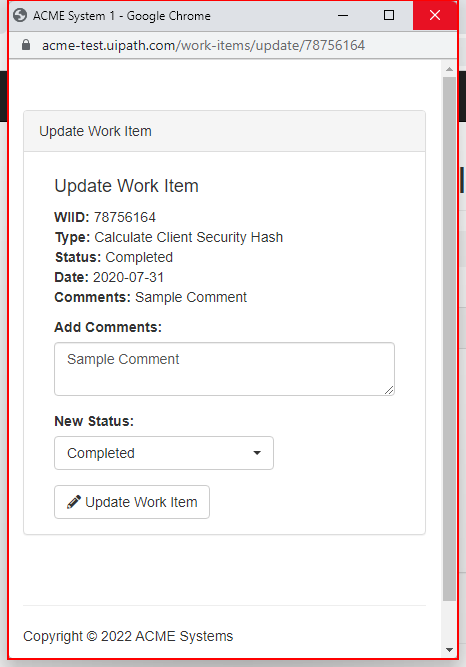 ACME System 1 - Google Chrome
acme-test.uipath.com/work-items/update/78756164
Update Work Item
Update Work Item
WIID: 78756164
Type: Calculate Client Security Hash
Status: Completed
Date: 2020-07-31
Comments: Sample Comment
Add Comments:
Sample Comment
New Status:
Completed
Update Work Item
Copyright © 2022 ACME Systems